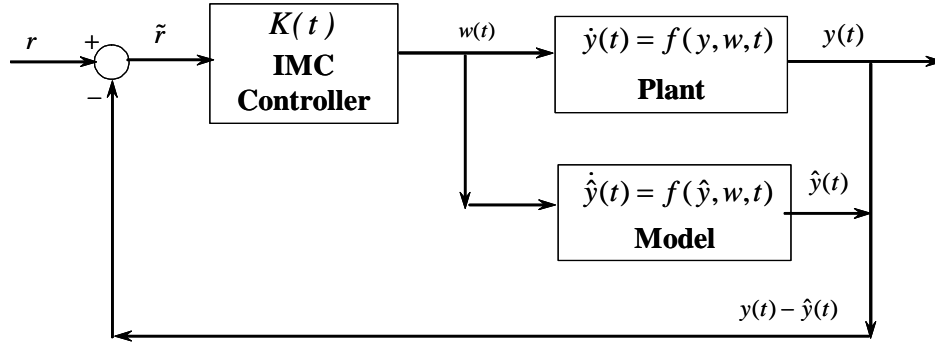 r
+
−
r̃
K(t)
IMC
Controller
w(t)
ẏ(t) = f(y, w, t)
Plant
y(t)
ŷ̇(t) = f(ŷ, w, t)
Model
ŷ(t)
y(t) − ŷ(t)